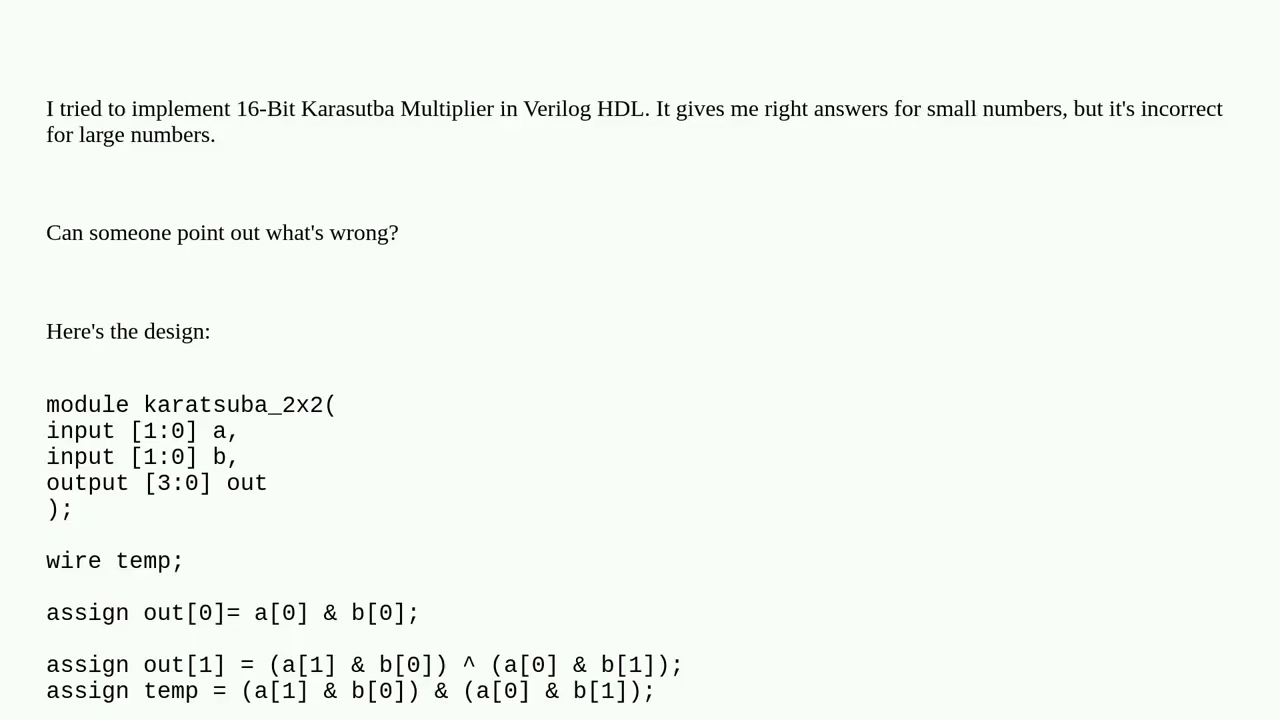 I tried to implement 16-Bit Karasutba Multiplier in Verilog HDL. It gives me right answers for small numbers, but it's incorrect
for large numbers.
Can someone point out what's wrong?
Here's the design:
module karatsuba_2x2(
input [1:0] a,
input [1:0] b,
output [3:0] out
);
wire temp;
assign out[0]= a[0] & b[0];
assign out[1] = (a[1] & b[0]) ^ (a[0] & b[1]);
assign temp = (a[1] & b[0]) & (a[0] & b[1]);